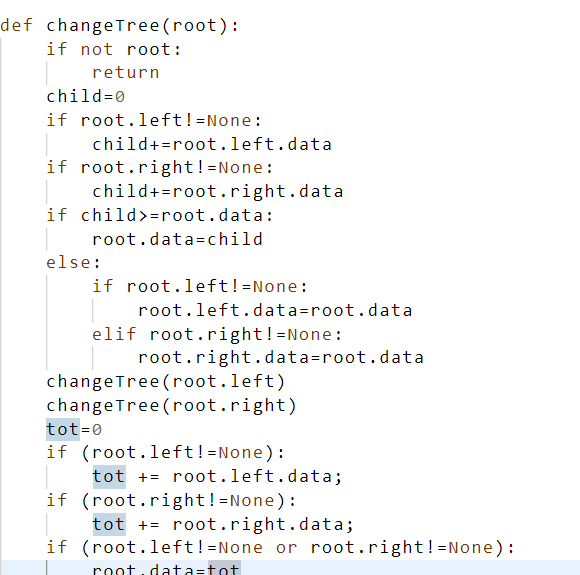 def changeTree(root):
    if not root:
        return
    child=0
    if root.left!=None:
        child+=root.left.data
    if root.right!=None:
        child+=root.right.data
    if child>=root.data:
        root.data=child
    else:
        if root.left!=None:
            root.left.data=root.data
        elif root.right!=None:
            root.right.data=root.data
    changeTree(root.left)
    changeTree(root.right)
    tot=0
    if (root.left!=None):
        tot += root.left.data;
    if (root.right!=None):
        tot += root.right.data;
    if (root.left!=None or root.right!=None):
        root.data=tot